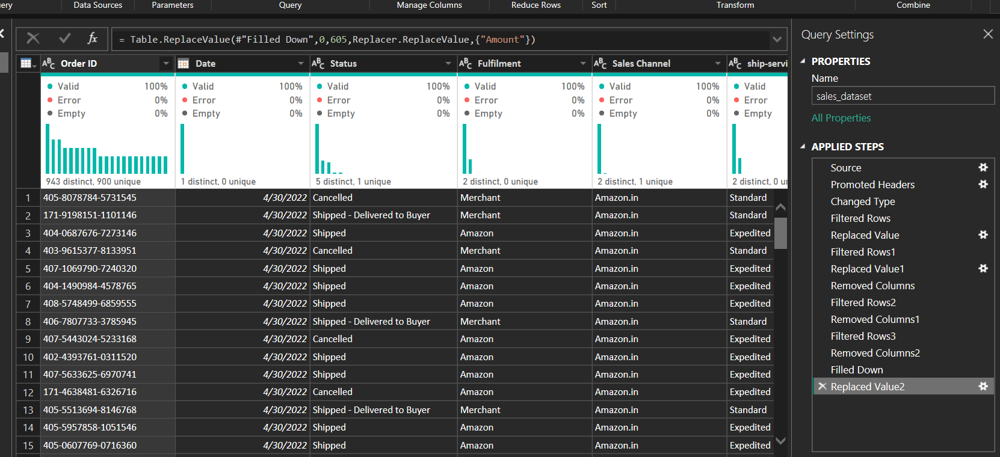 ery Data Sources Parameters Query Manage Columns Reduce Rows Sort Transform Combine
fx = Table.ReplaceValue(#"Filled Down",0,605,Replacer.ReplaceValue,{"Amount"})
ABC Order ID Date ABC Status ABC Fulfilment ABC Sales Channel ABC ship-servi
Valid 100% Valid 100% Valid 100% Valid 100% Valid 100% Valid
Error 0% Error 0% Error 0% Error 0% Error 0% Error
Empty 0% Empty 0% Empty 0% Empty 0% Empty 0% Empty
943 distinct, 900 unique 1 distinct, 0 unique 5 distinct, 1 unique 2 distinct, 0 unique 2 distinct, 1 unique 2 distinct, 0 ur
1 405-8078784-5731545 4/30/2022 Cancelled Merchant Amazon.in Standard
2 171-9198151-1101146 4/30/2022 Shipped - Delivered to Buyer Merchant Amazon.in Standard
3 404-0687676-7273146 4/30/2022 Shipped Amazon Amazon.in Expedited
4 403-9615377-8133951 4/30/2022 Cancelled Merchant Amazon.in Standard
5 407-1069790-7240320 4/30/2022 Shipped Amazon Amazon.in Expedited
6 404-1490984-4578765 4/30/2022 Shipped Amazon Amazon.in Expedited
7 408-5748499-6859555 4/30/2022 Shipped Amazon Amazon.in Expedited
8 406-7807733-3785945 4/30/2022 Shipped - Delivered to Buyer Merchant Amazon.in Standard
9 407-5443024-5233168 4/30/2022 Cancelled Amazon Amazon.in Expedited
10 402-4393761-0311520 4/30/2022 Shipped Amazon Amazon.in Expedited
11 407-5633625-6970741 4/30/2022 Shipped Amazon Amazon.in Expedited
12 171-4638481-6326716 4/30/2022 Cancelled Amazon Amazon.in Expedited
13 405-5513694-8146768 4/30/2022 Shipped - Delivered to Buyer Merchant Amazon.in Standard
14 405-5957858-1051546 4/30/2022 Shipped Amazon Amazon.in Expedited
15 405-0607769-0716360 4/30/2022 Shipped Amazon Amazon.in Expedited
Query Settings
PROPERTIES
Name
sales_dataset
All Properties
APPLIED STEPS
Source
Promoted Headers
Changed Type
Filtered Rows
Replaced Value
Filtered Rows1
Replaced Value1
Removed Columns
Filtered Rows2
Removed Columns1
Filtered Rows3
Removed Columns2
Filled Down
Replaced Value2